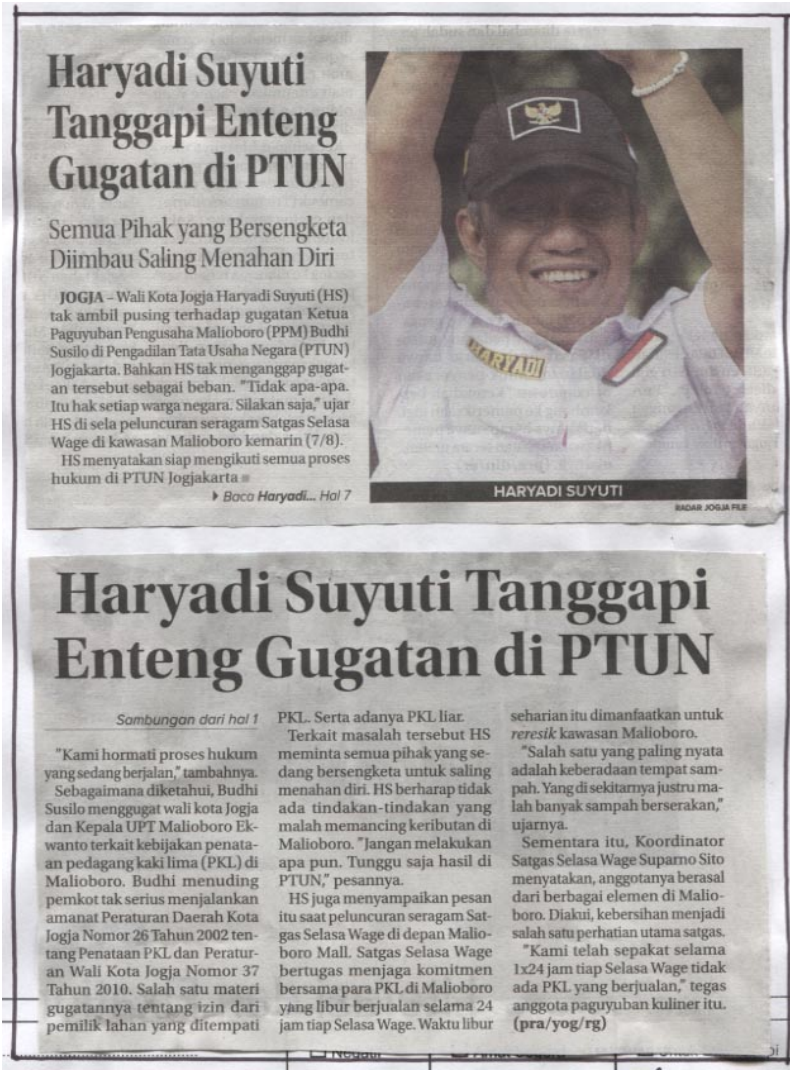 Haryadi Suyuti
Tanggapi Enteng
Gugatan di PTUN
Semua Pihak yang Bersengketa
Diimbau Saling Menahan Diri
JOGJA – Wali Kota Jogja Haryadi Suyuti (HS)
tak ambil pusing terhadap gugatan Ketua
Paguyuban Pengusaha Malioboro (PPM) Budhi
Susilo di Pengadilan Tata Usaha Negara (PTUN)
Jogjakarta. Bahkan HS tak menganggap gugat-
an tersebut sebagai beban. "Tidak apa-apa.
Itu hak setiap warga negara. Silakan saja," ujar
HS di sela peluncuran seragam Satgas Selasa
Wage di kawasan Malioboro kemarin (7/8).
HS menyatakan siap mengikuti semua proses
hukum di PTUN Jogjakarta
Baca Haryadi... Hal 7
HARYADI
HARYADI SUYUTI
RADAR JOGJA FILE
Haryadi Suyuti Tanggapi
Enteng Gugatan di PTUN
Sambungan dari hal 1
"Kami hormati proses hukum
yang sedang berjalan," tambahnya.
Sebagaimana diketahui, Budhi
Susilo menggugat wali kota Jogja
dan Kepala UPT Malioboro Ek-
wanto terkait kebijakan penata-
an pedagang kaki lima (PKL) di
Malioboro. Budhi menuding
pemkot tak serius menjalankan
amanat Peraturan Daerah Kota
Jogja Nomor 26 Tahun 2002 ten-
tang Penataan PKL dan Peratur-
an Wali Kota Jogja Nomor 37
Tahun 2010. Salah satu materi
gugatannya tentang izin dari
pemilik lahan yang ditempati
PKL. Serta adanya PKL liar.
Terkait masalah tersebut HS
meminta semua pihak yang se-
dang bersengketa untuk saling
menahan diri. HS berharap tidak
ada tindakan-tindakan yang
malah memancing keributan di
Malioboro. "Jangan melakukan
apa pun. Tunggu saja hasil di
PTUN," pesannya.
HS juga menyampaikan pesan
itu saat peluncuran seragam Sat-
gas Selasa Wage di depan Malio-
boro Mall. Satgas Selasa Wage
bertugas menjaga komitmen
bersama para PKL di Malioboro
yang libur berjualan selama 24
jam tiap Selasa Wage. Waktu libur
seharian itu dimanfaatkan untuk
reresik kawasan Malioboro.
"Salah satu yang paling nyata
adalah keberadaan tempat sam-
pah. Yang di sekitarnya justru ma-
lah banyak sampah berserakan,"
ujarnya.
Sementara itu, Koordinator
Satgas Selasa Wage Suparno Sito
menyatakan, anggotanya berasal
dari berbagai elemen di Malio-
boro. Diakui, kebersihan menjadi
salah satu perhatian utama satgas.
"Kami telah sepakat selama
1x24 jam tiap Selasa Wage tidak
ada PKL yang berjualan," tegas
anggota paguyuban kuliner itu.
(pra/yog/rg)